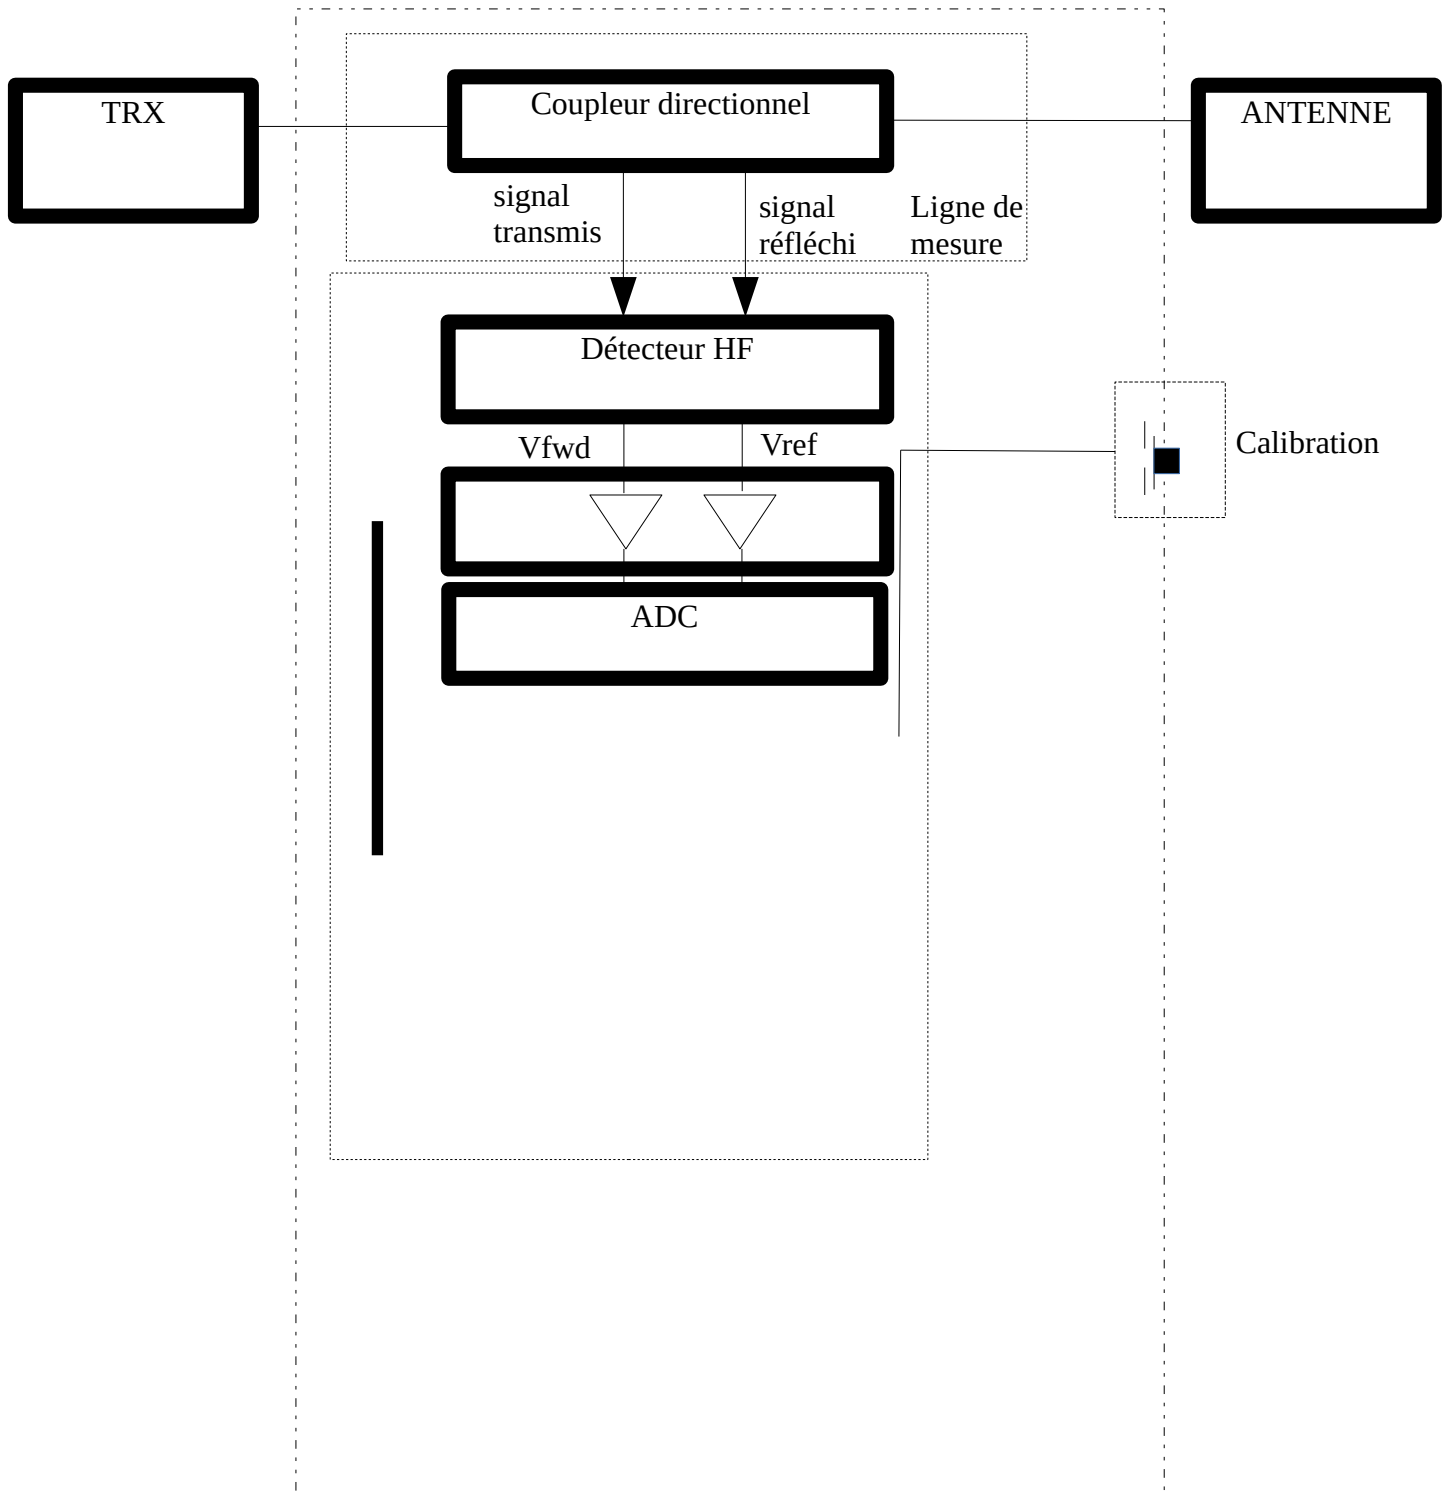 TRX
Coupleur directionnel
ANTENNE
signal
transmis
signal
réfléchi
Ligne de
mesure
Détecteur HF
Vfwd
Vref
Calibration
ADC